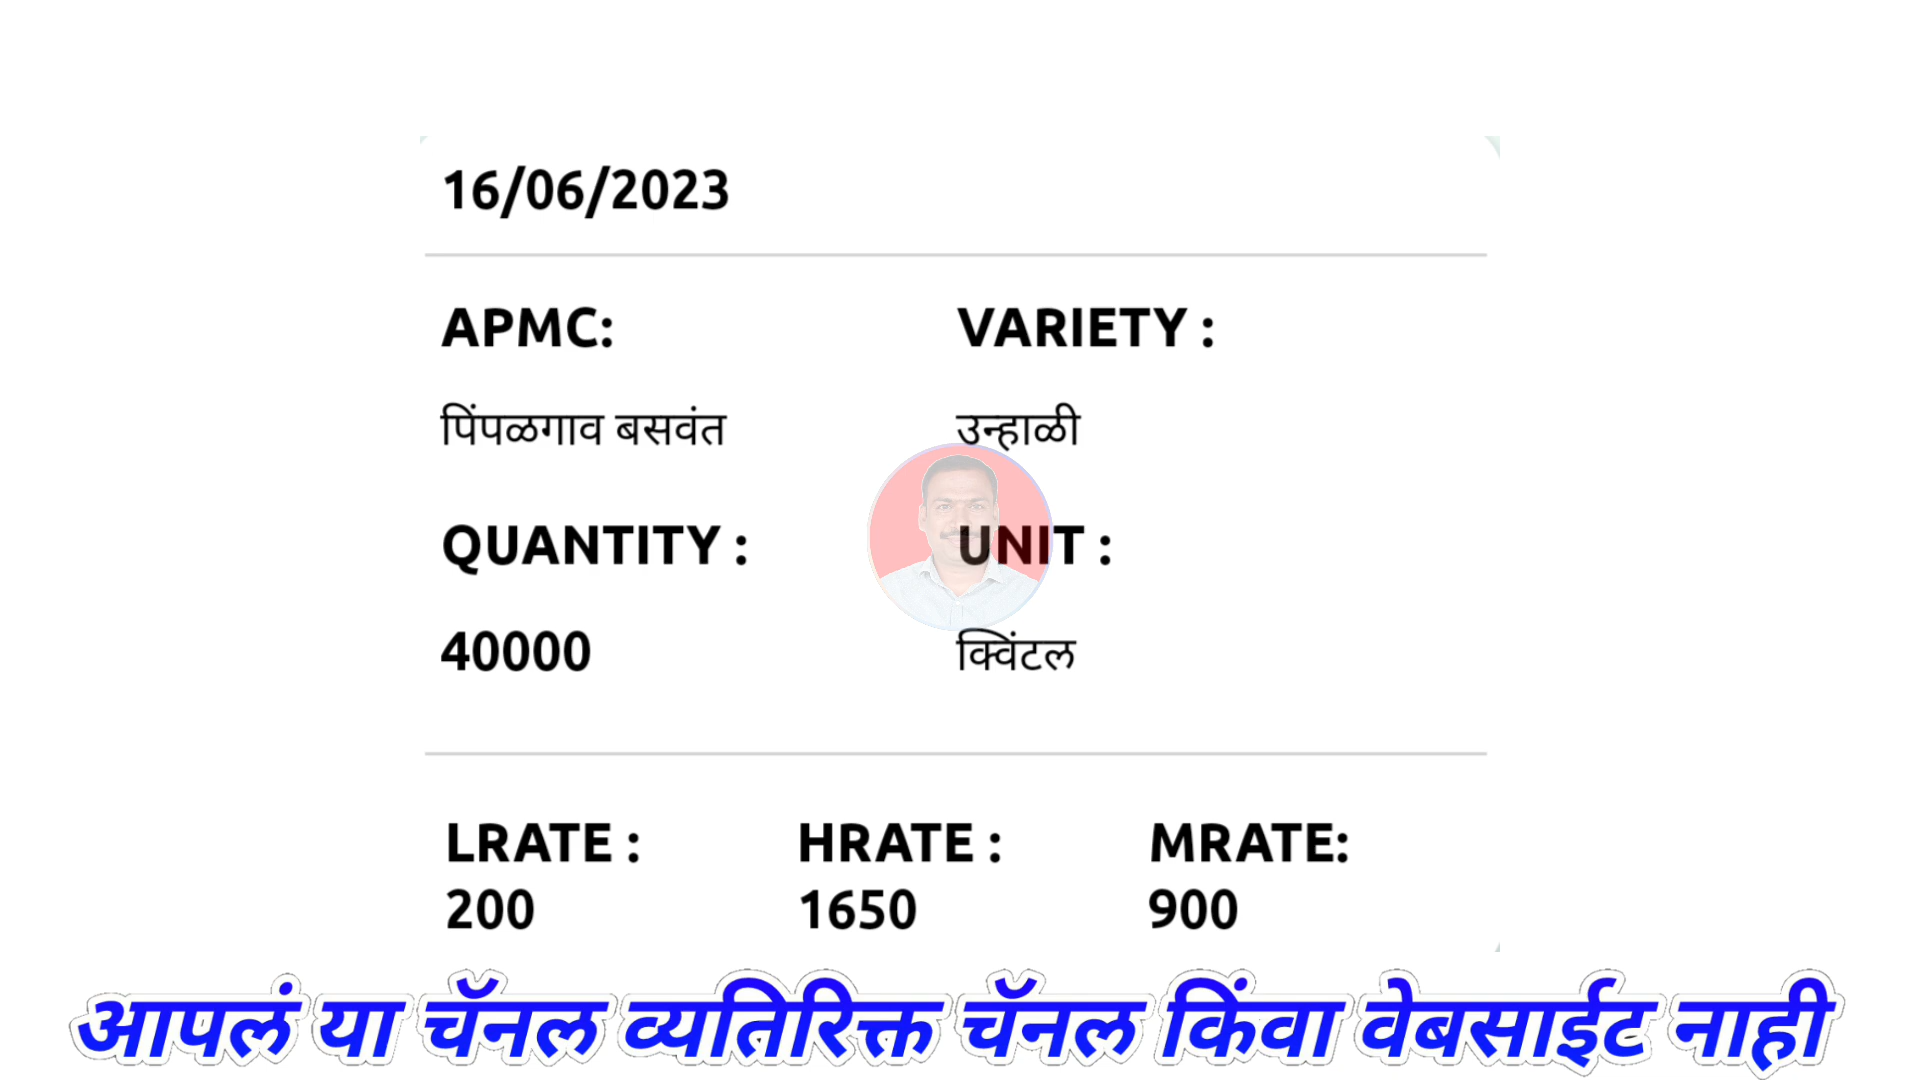 16/06/2023
APMC: VARIETY :
पिंपळगाव बसवंत उन्हाळी
QUANTITY : UNIT :
40000 क्विंटल
LRATE : HRATE : MRATE:
200 1650 900
आपलं या चॅनल व्यतिरिक्त चॅनल किंवा वेबसाईट नाही